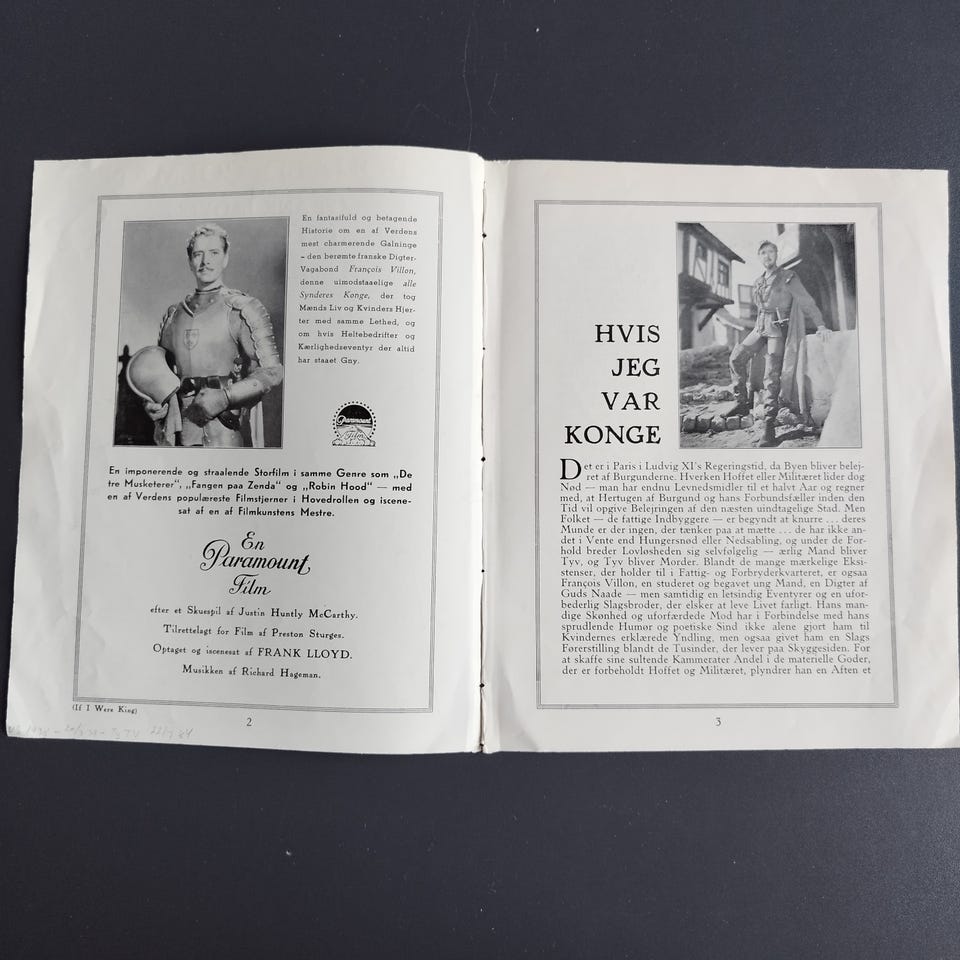 En fantasifuld og betagende
Historie om en af Verdens
mest charmerende Galninge
– den berømte franske Digter-
Vagabond François Villon,
denne uimodstaaelige alle
Synderes Konge, der tog
Mænds Liv og Kvinders Hjer-
ter med samme Lethed, og
om hvis Heltebedrifter og
Kærlighedseventyr der altid
har staaet Gny.
Paramount
Film
En imponerende og straalende Storfilm i samme Genre som „De
tre Musketerer", „Fangen paa Zenda" og „Robin Hood" — med
en af Verdens populæreste Filmstjerner i Hovedrollen og iscene-
sat af en af Filmkunstens Mestre.
En
Paramount
Film
efter et Skuespil af Justin Huntly McCarthy.
Tilrettelagt for Film af Preston Sturges.
Optaget og iscenesat af FRANK LLOYD.
Musikken af Richard Hageman.
(If I Were King)
2
HVIS
JEG
VAR
KONGE
Det er i Paris i Ludvig XI's Regeringstid, da Byen bliver belej-
ret af Burgunderne. Hverken Hoffet eller Militæret lider dog
Nød — man har endnu Levnedsmidler til et halvt Aar og regner
med, at Hertugen af Burgund og hans Forbundsfæller inden den
Tid vil opgive Belejringen af den næsten uindtagelige Stad. Men
Folket — de fattige Indbyggere — er begyndt at knurre ... deres
Munde er der ingen, der tænker paa at mætte ... de har ikke an-
det i Vente end Hungersnød eller Nedsabling, og under de For-
hold breder Lovløsheden sig selvfølgelig — ærlig Mand bliver
Tyv, og Tyv bliver Morder. Blandt de mange mærkelige Eksi-
stenser, der holder til i Fattig- og Forbryderkvarteret, er ogsaa
François Villon, en studeret og begavet ung Mand, en Digter af
Guds Naade — men samtidig en letsindig Eventyrer og en ufor-
bederlig Slagsbroder, der elsker at leve Livet farligt. Hans man-
dige Skønhed og uforfærdede Mod har i Forbindelse med hans
sprudlende Humør og poetiske Sind ikke alene gjort ham til
Kvindernes erklærede Yndling, men ogsaa givet ham en Slags
Førerstilling blandt de Tusinder, der lever paa Skyggesiden. For
at skaffe sine sultende Kammerater Andel i de materielle Goder,
der er forbeholdt Hoffet og Militæret, plyndrer han en Aften et
3